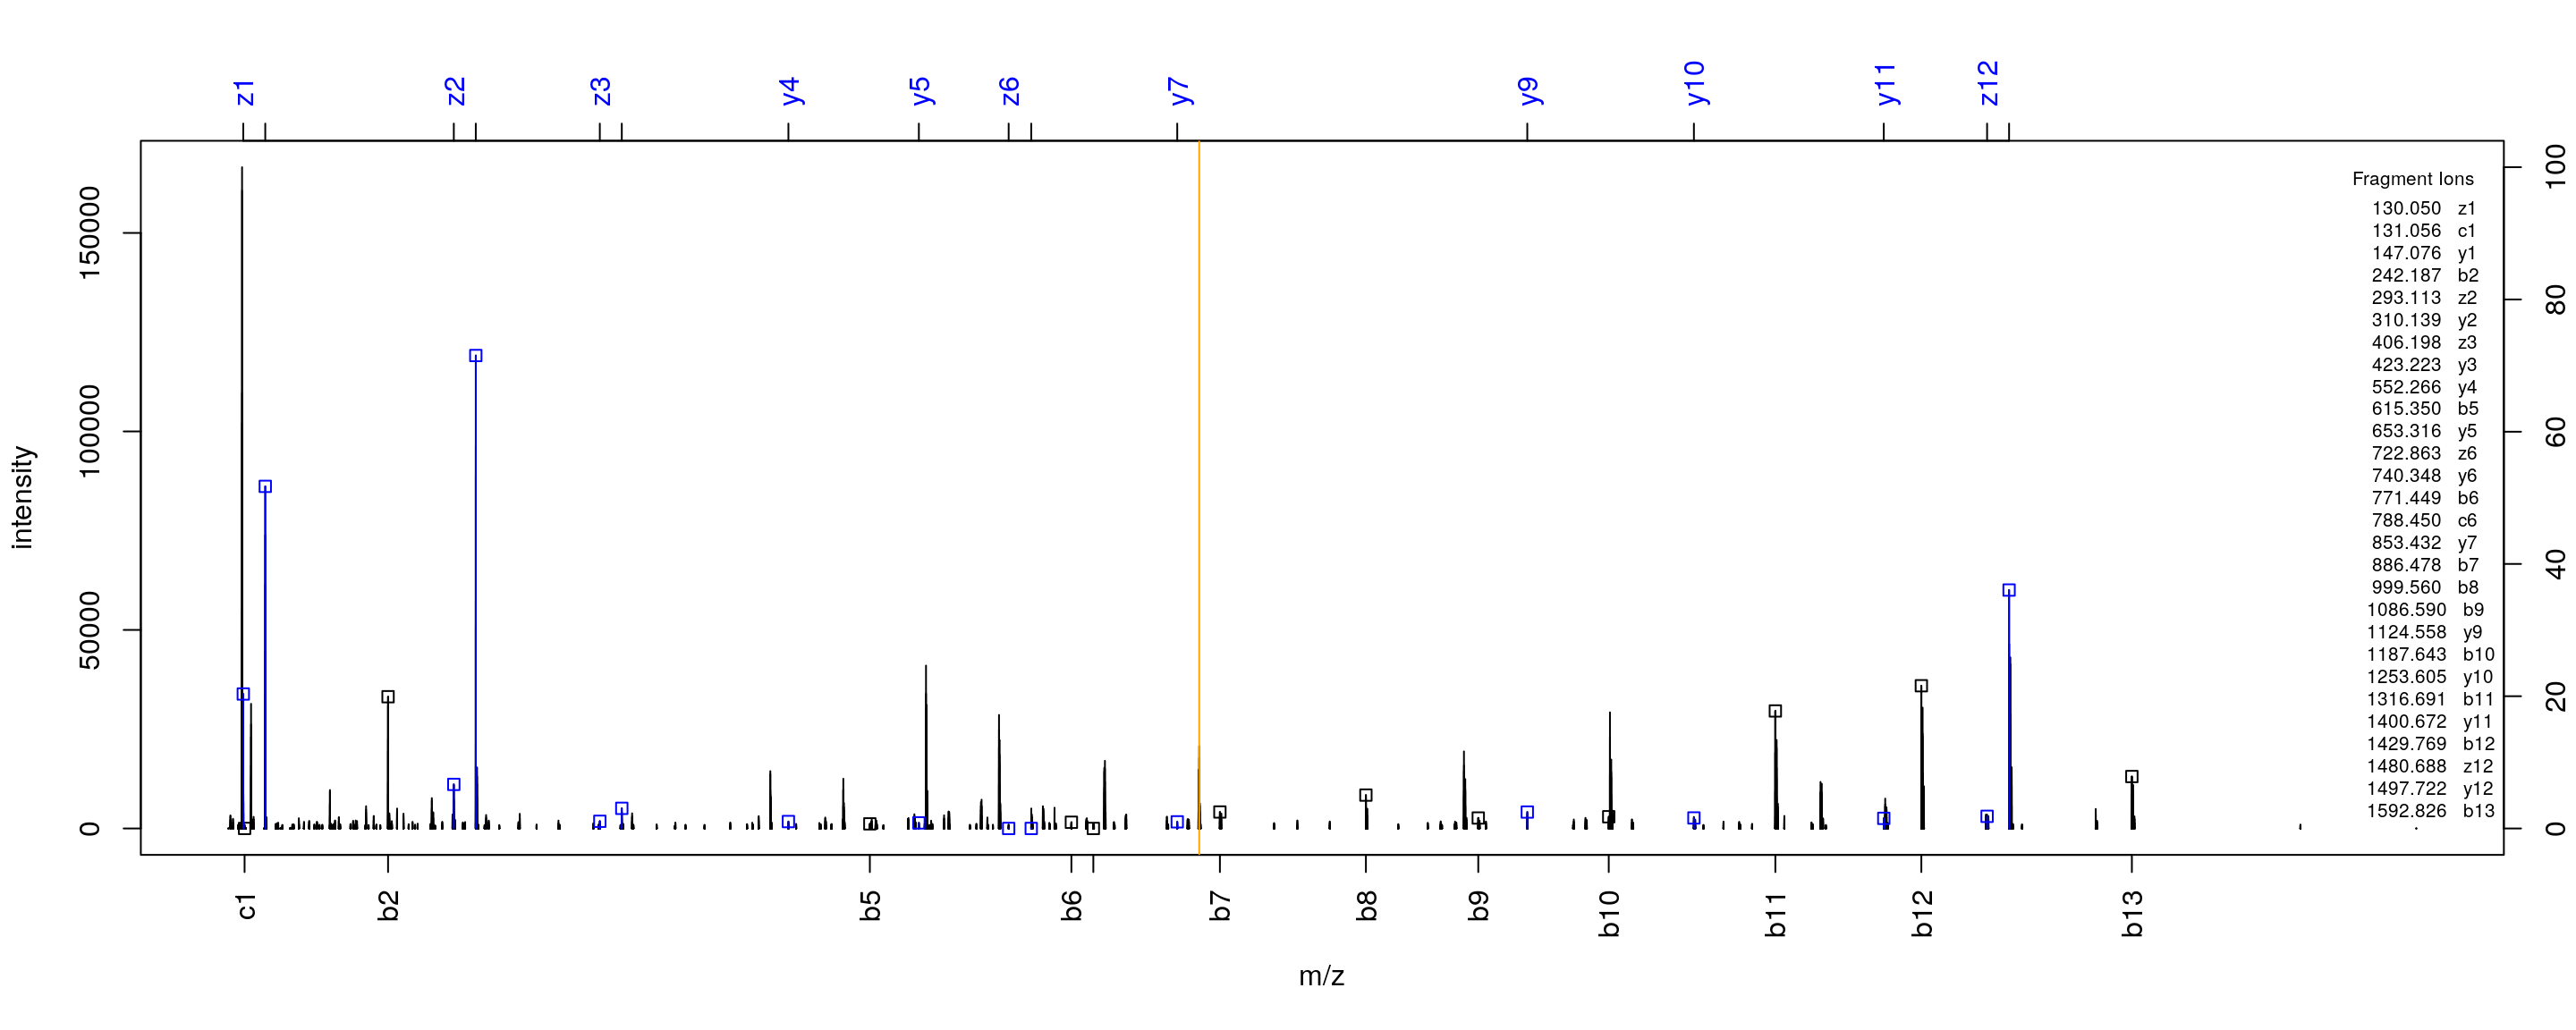 z1 z2 z3 y4 y5 z6 y7 y9 y10 y11 z12
intensity
0 50000 100000 150000
0 20 40 60 80 100
Fragment Ions
130.050 z1
131.056 c1
147.076 y1
242.187 b2
293.113 z2
310.139 y2
406.198 z3
423.223 y3
552.266 y4
615.350 b5
653.316 y5
722.863 z6
740.348 y6
771.449 b6
788.450 c6
853.432 y7
886.478 b7
999.560 b8
1086.590 b9
1124.558 y9
1187.643 b10
1253.605 y10
1316.691 b11
1400.672 y11
1429.769 b12
1480.688 z12
1497.722 y12
1592.826 b13
c1 b2 b5 b6 b7 b8 b9 b10 b11 b12 b13
m/z